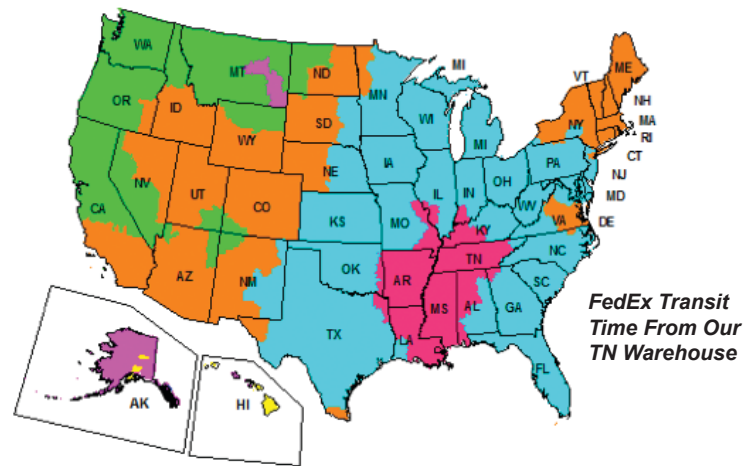 WA
MT
ND
MN
MI
VT
ME
OR
ID
WY
SD
WI
MI
NY
NH
MA
RI
CT
NV
UT
CO
NE
IA
IL
IN
OH
PA
NJ
MD
DE
CA
KS
MO
KY
WV
VA
AZ
NM
OK
AR
TN
NC
SC
TX
LA
MS
AL
GA
FL
AK
HI
FedEx Transit
Time From Our
TN Warehouse